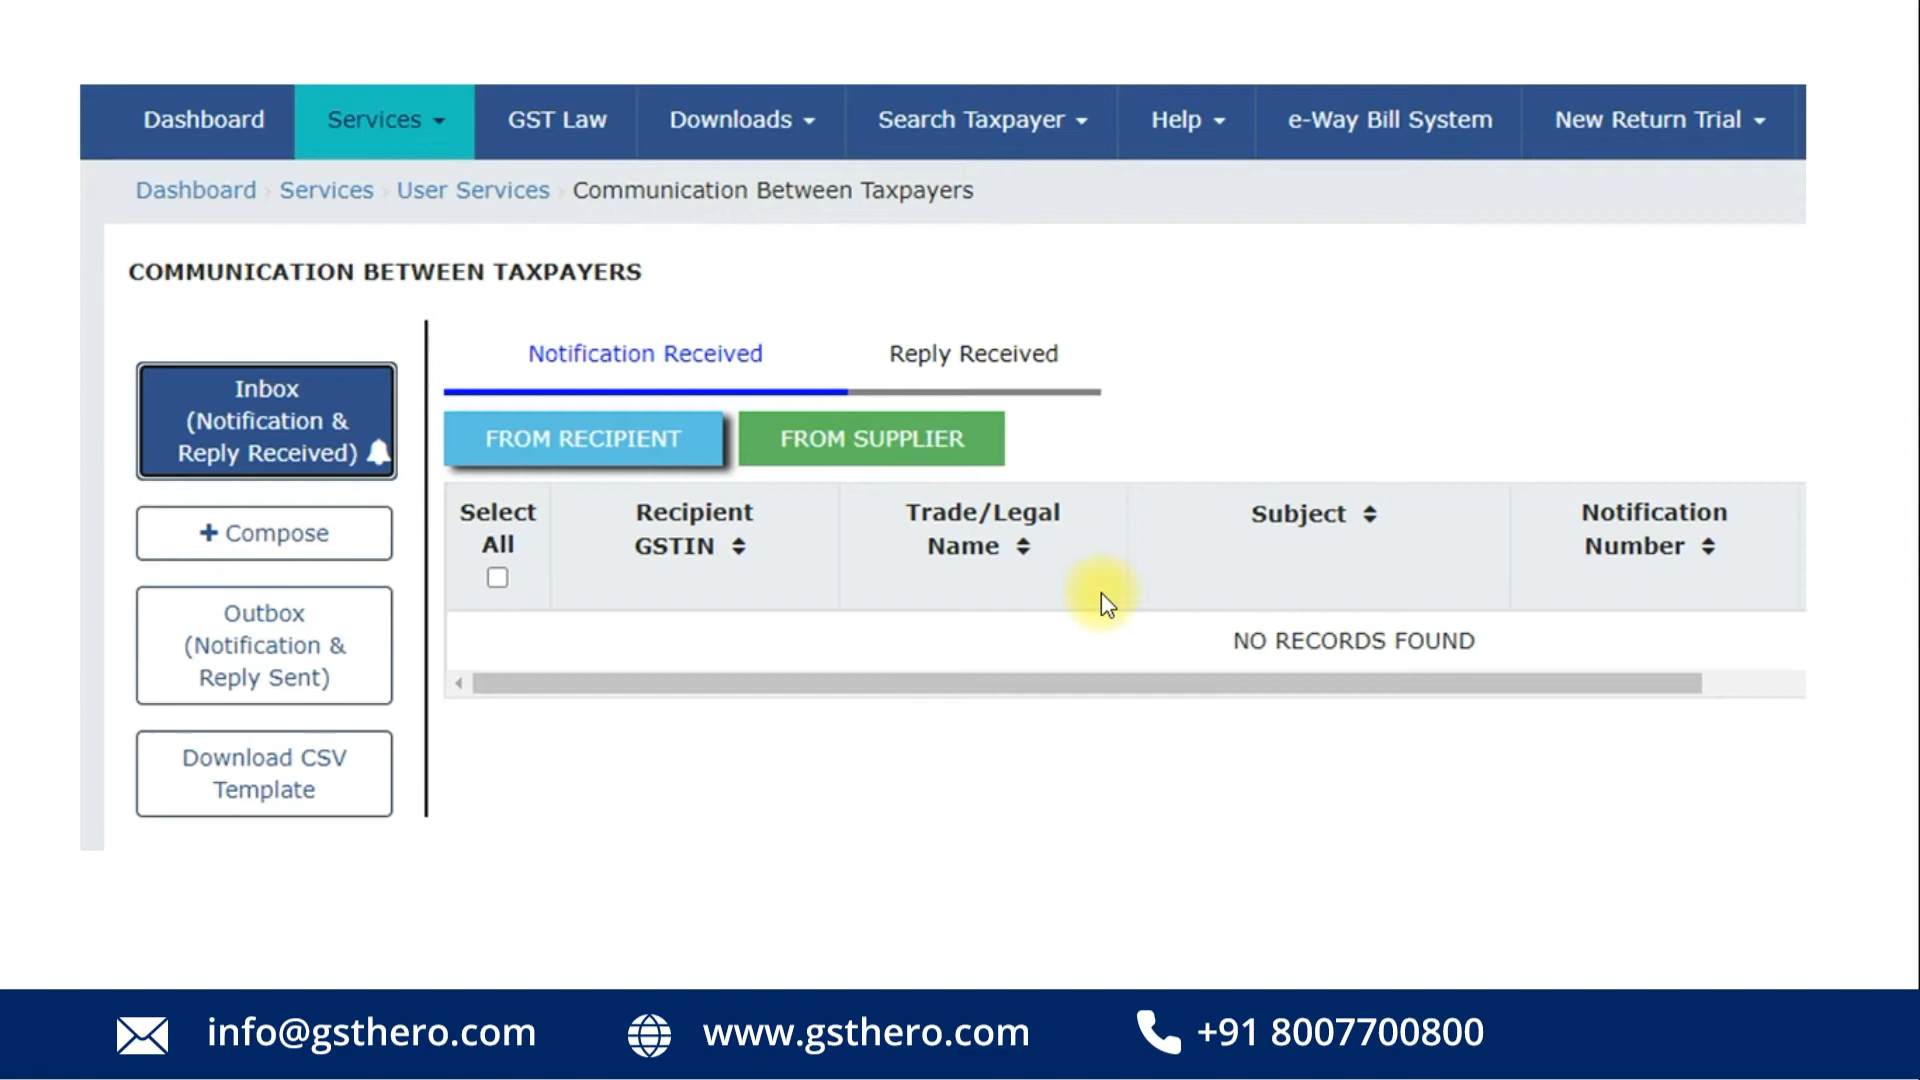 Dashboard Services GST Law Downloads Search Taxpayer Help e-Way Bill System New Return Trial
Dashboard › Services › User Services › Communication Between Taxpayers
COMMUNICATION BETWEEN TAXPAYERS
Inbox
(Notification &
Reply Received)
+ Compose
Outbox
(Notification &
Reply Sent)
Download CSV
Template
Notification Received Reply Received
FROM RECIPIENT FROM SUPPLIER
Select
All
Recipient
GSTIN
Trade/Legal
Name
Subject
Notification
Number
NO RECORDS FOUND
info@gsthero.com www.gsthero.com +91 8007700800